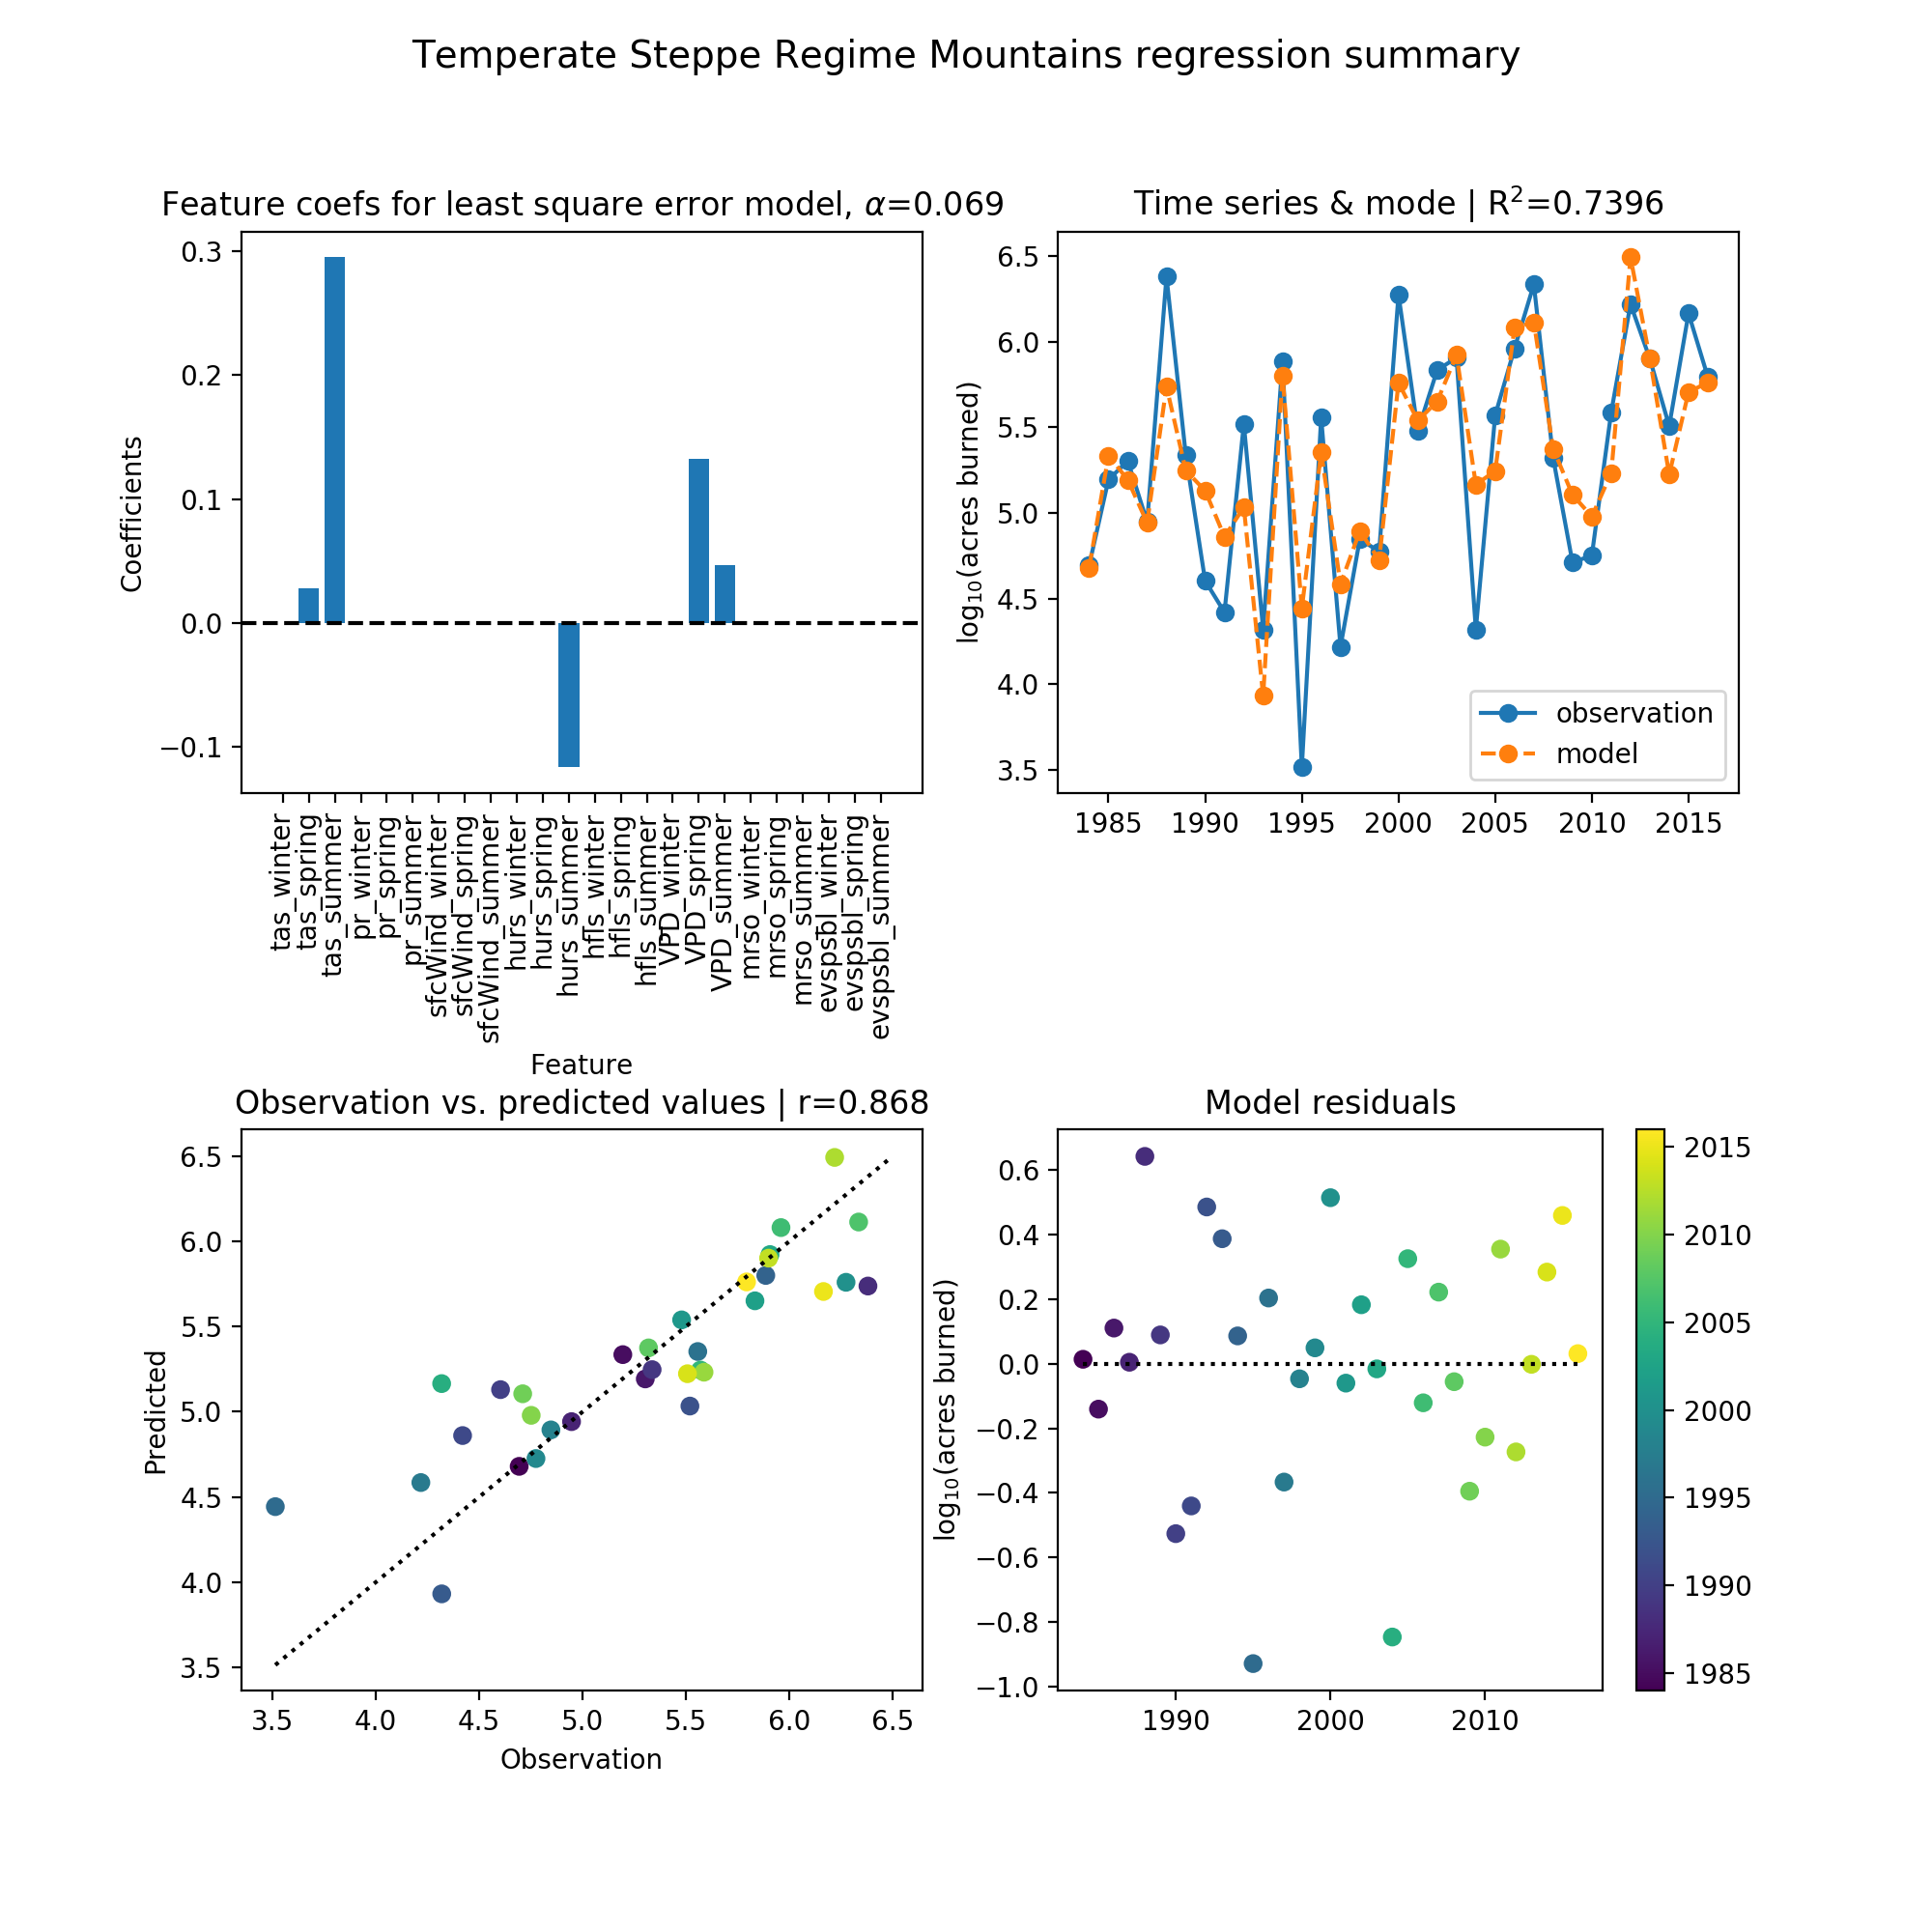 Temperate Steppe Regime Mountains regression summary
Feature coefs for least square error model, α=0.069
Coefficients
0.3
0.2
0.1
0.0
−0.1
tas_winter
tas_spring
tas_summer
pr_winter
pr_spring
pr_summer
sfcWind_winter
sfcWind_spring
sfcWind_summer
hurs_winter
hurs_spring
hurs_summer
hfls_winter
hfls_spring
hfls_summer
VPD_winter
VPD_spring
VPD_summer
mrso_winter
mrso_spring
mrso_summer
evspsbl_winter
evspsbl_spring
evspsbl_summer
Feature
Time series & mode | R²=0.7396
log₁₀(acres burned)
6.5
6.0
5.5
5.0
4.5
4.0
3.5
observation
model
1985 1990 1995 2000 2005 2010 2015
Observation vs. predicted values | r=0.868
Predicted
6.5
6.0
5.5
5.0
4.5
4.0
3.5
3.5 4.0 4.5 5.0 5.5 6.0 6.5
Observation
Model residuals
log₁₀(acres burned)
0.6
0.4
0.2
0.0
−0.2
−0.4
−0.6
−0.8
−1.0
1990 2000 2010
2015
2010
2005
2000
1995
1990
1985